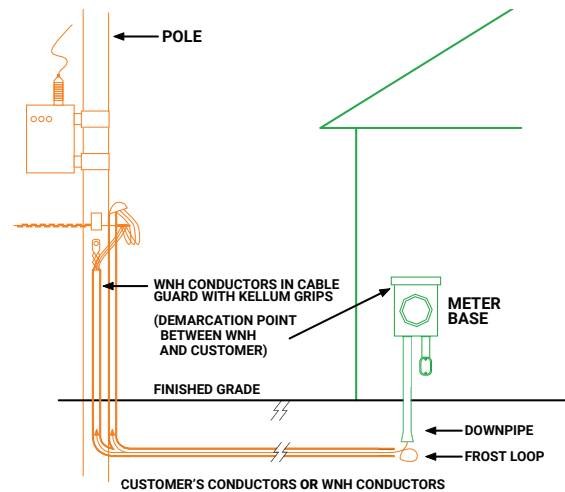 POLE
WNH CONDUCTORS IN CABLE
GUARD WITH KELLUM GRIPS
(DEMARCATION POINT
BETWEEN WNH
AND CUSTOMER)
METER
BASE
FINISHED GRADE
DOWNPIPE
FROST LOOP
CUSTOMER'S CONDUCTORS OR WNH CONDUCTORS